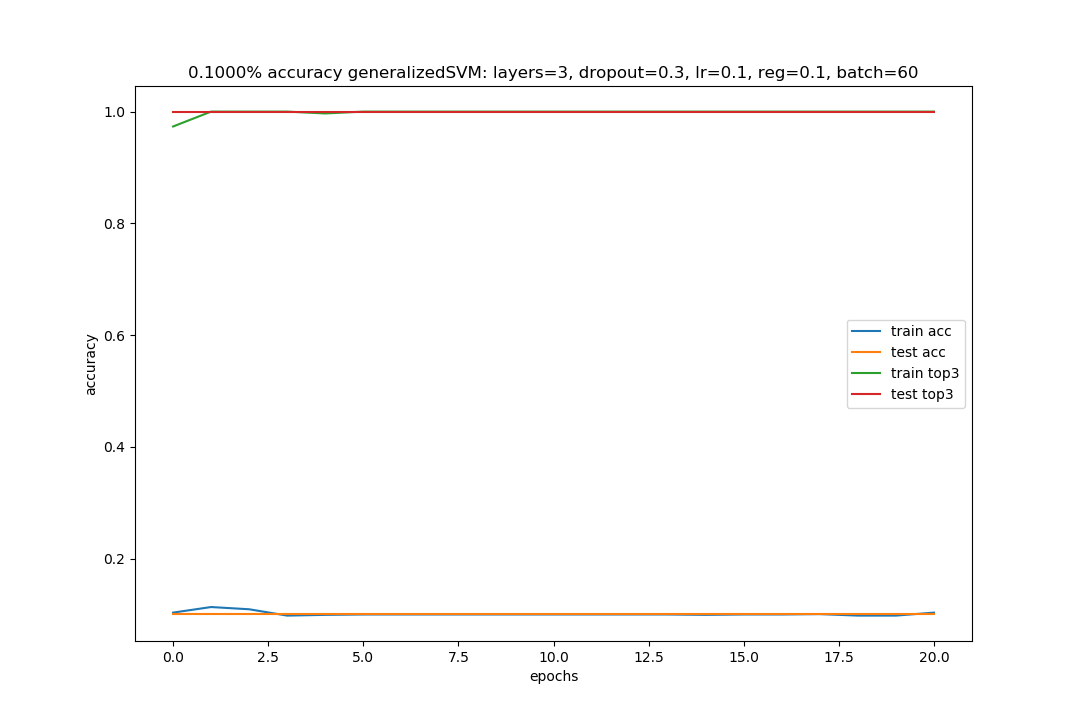 0.1000% accuracy generalizedSVM: layers=3, dropout=0.3, lr=0.1, reg=0.1, batch=60
1.0
0.8
0.6
0.4
0.2
accuracy
train acc
test acc
train top3
test top3
0.0 2.5 5.0 7.5 10.0 12.5 15.0 17.5 20.0
epochs